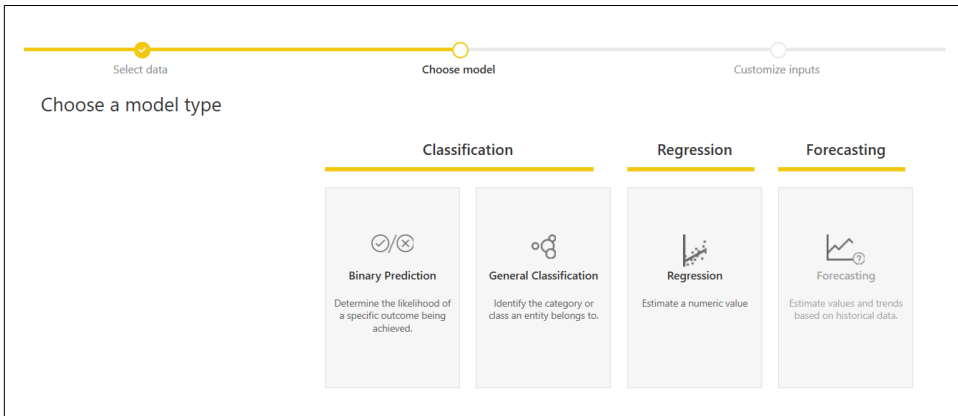 Select data
Choose model
Customize inputs
Choose a model type
Classification
Regression
Forecasting
Binary Prediction
Determine the likelihood of
a specific outcome being
achieved.
General Classification
Identify the category or
class an entity belongs to.
Regression
Estimate a numeric value
Forecasting
Estimate values and trends
based on historical data.